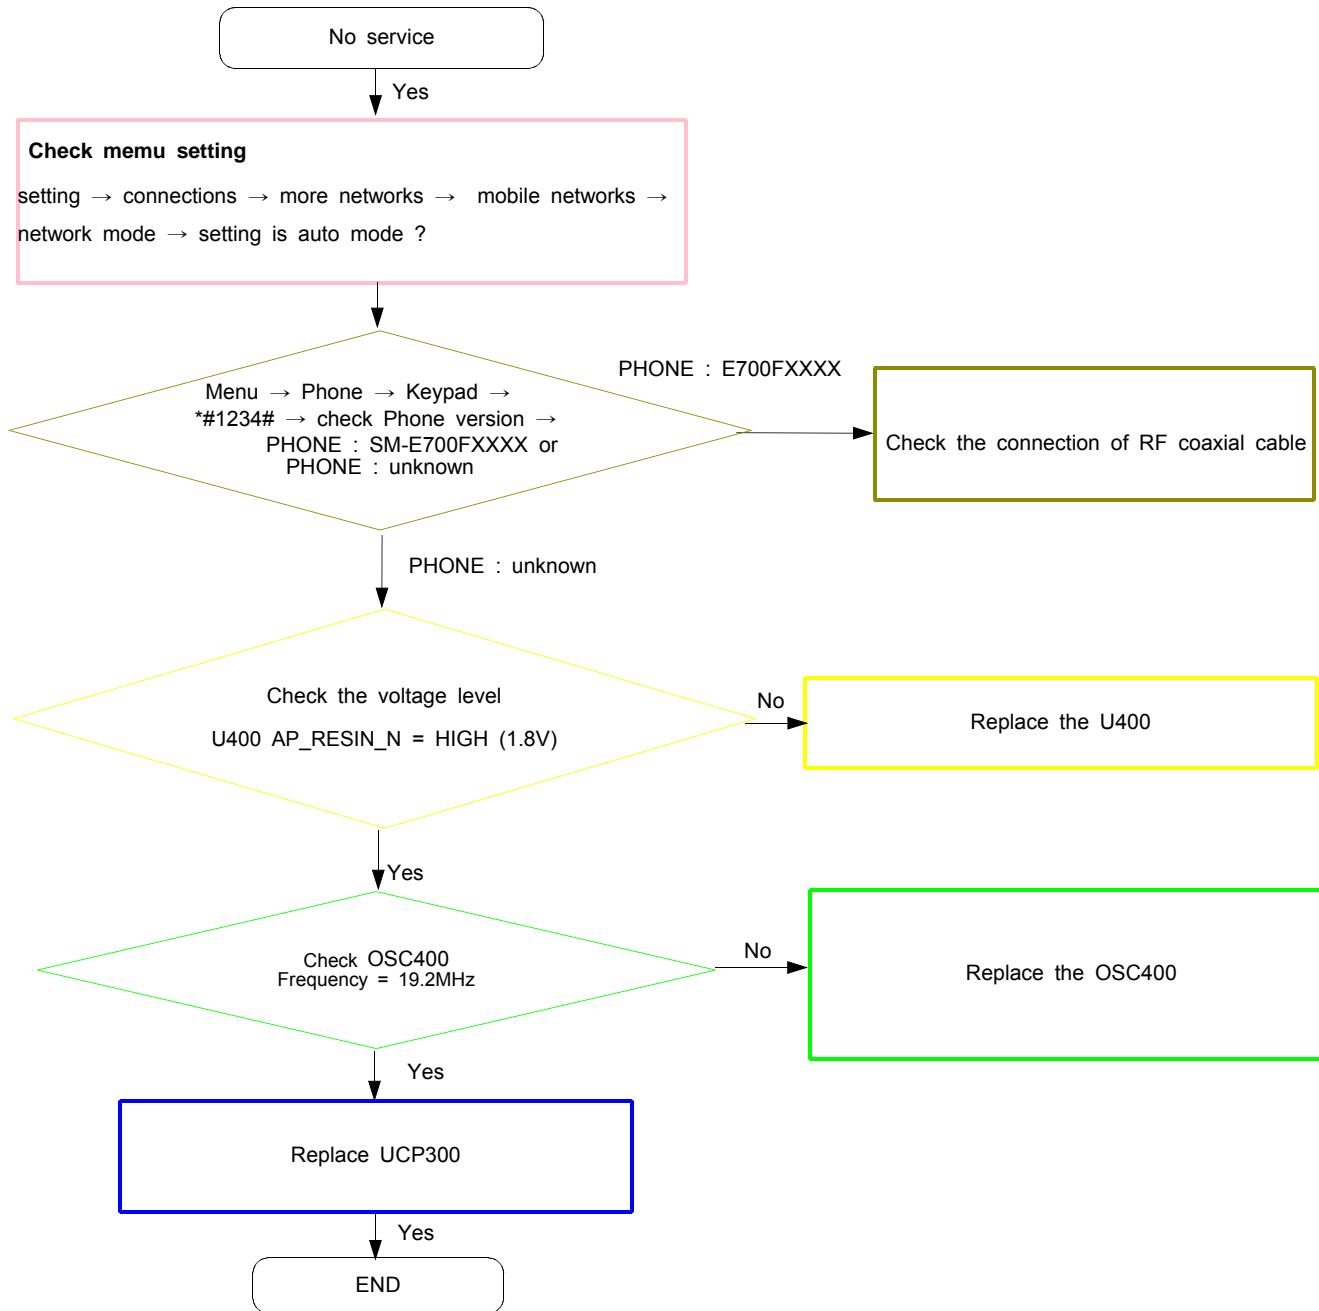 No service
Yes
Check memu setting
setting → connections → more networks → mobile networks →
network mode → setting is auto mode ?
PHONE : E700FXXXX
Menu → Phone → Keypad →
*#1234# → check Phone version →
PHONE : SM-E700FXXXX or
PHONE : unknown
Check the connection of RF coaxial cable
PHONE : unknown
Check the voltage level
U400 AP_RESIN_N = HIGH (1.8V)
No
Replace the U400
Yes
Check OSC400
Frequency = 19.2MHz
No
Replace the OSC400
Yes
Replace UCP300
Yes
END